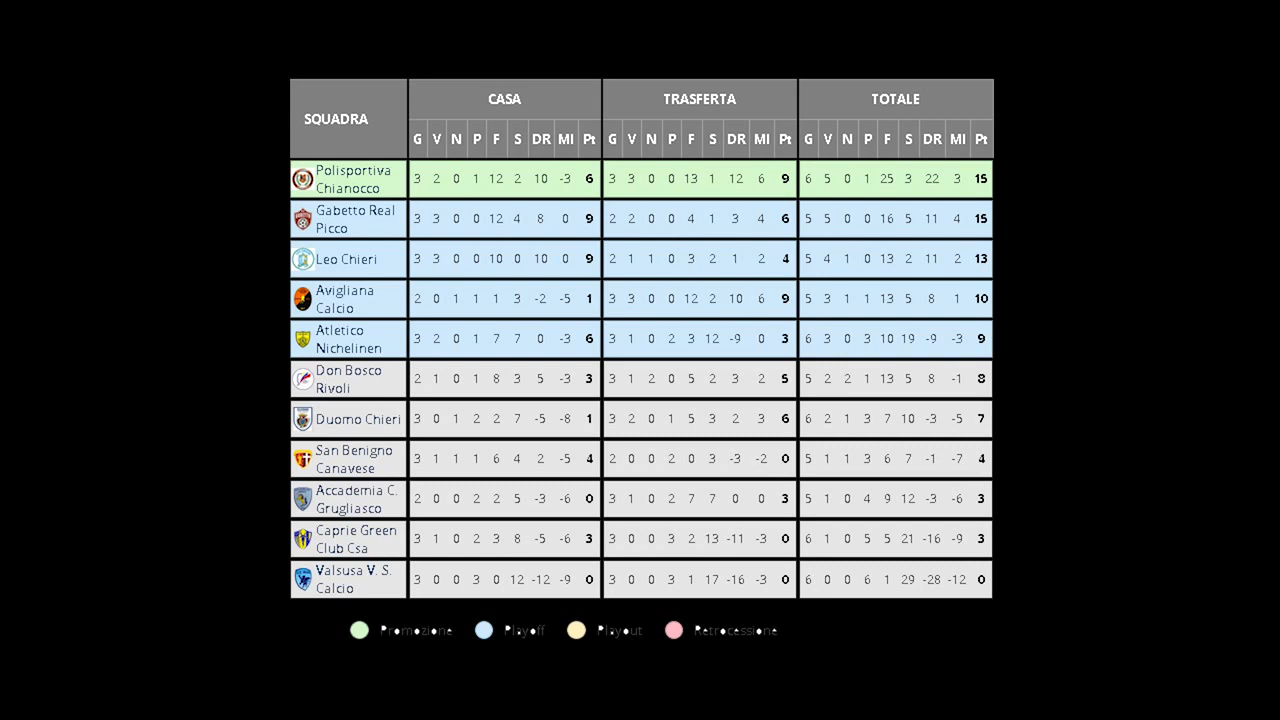 SQUADRA CASA TRASFERTA TOTALE
G V N P F S DR MI Pt G V N P F S DR MI Pt G V N P F S DR MI Pt
Polisportiva Chianocco 3 2 0 1 12 2 10 -3 6 3 3 0 0 13 1 12 6 9 6 5 0 1 25 3 22 3 15
Gabetto Real Picco 3 3 0 0 12 4 8 0 9 2 2 0 0 4 1 3 4 6 5 5 0 0 16 5 11 4 15
Leo Chieri 3 3 0 0 10 0 10 0 9 2 1 1 0 3 2 1 2 4 5 4 1 0 13 2 11 2 13
Avigliana Calcio 2 0 1 1 1 3 -2 -5 1 3 3 0 0 12 2 10 6 9 5 3 1 1 13 5 8 1 10
Atletico Nichelinen 3 2 0 1 7 7 0 -3 6 3 1 0 2 3 12 -9 0 3 6 3 0 3 10 19 -9 -3 9
Don Bosco Rivoli 2 1 0 1 8 3 5 -3 3 3 1 2 0 5 2 3 2 5 5 2 2 1 13 5 8 -1 8
Duomo Chieri 3 0 1 2 2 7 -5 -8 1 3 2 0 1 5 3 2 3 6 6 2 1 3 7 10 -3 -5 7
San Benigno Canavese 3 1 1 1 6 4 2 -5 4 2 0 0 2 0 3 -3 -2 0 5 1 1 3 6 7 -1 -7 4
Accademia C. Grugliasco 2 0 0 2 2 5 -3 -6 0 3 1 0 2 7 7 0 0 3 5 1 0 4 9 12 -3 -6 3
Caprie Green Club Csa 3 1 0 2 3 8 -5 -6 3 3 0 0 3 2 13 -11 -3 0 6 1 0 5 5 21 -16 -9 3
Valsusa V. S. Calcio 3 0 0 3 0 12 -12 -9 0 3 0 0 3 1 17 -16 -3 0 6 0 0 6 1 29 -28 -12 0
Promozione Playoff Playout Retrocessione